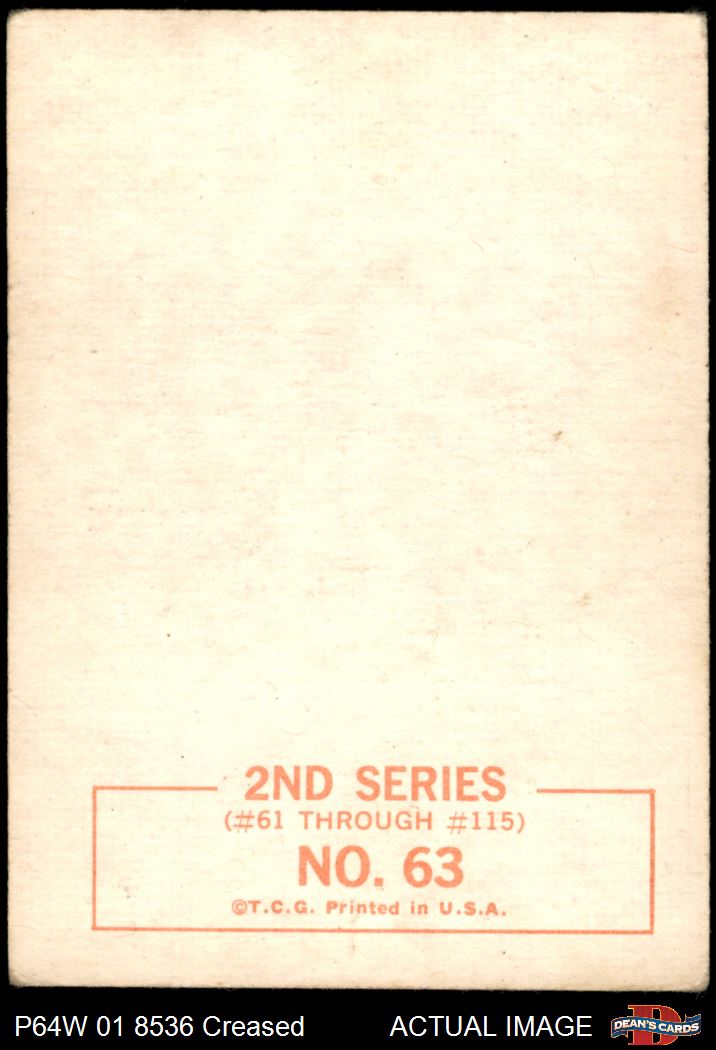 2ND SERIES
(#61 THROUGH #115)
NO. 63
©T.C.G. Printed in U.S.A.
P64W 01 8536 Creased ACTUAL IMAGE
D
DEAN'S CARDS